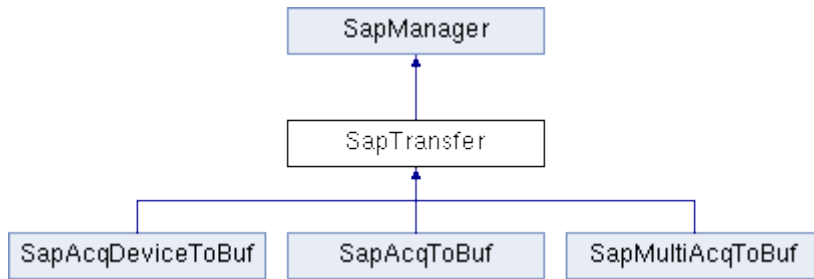 SapManager
SapTransfer
SapAcqDeviceToBuf
SapAcqToBuf
SapMultiAcqToBuf